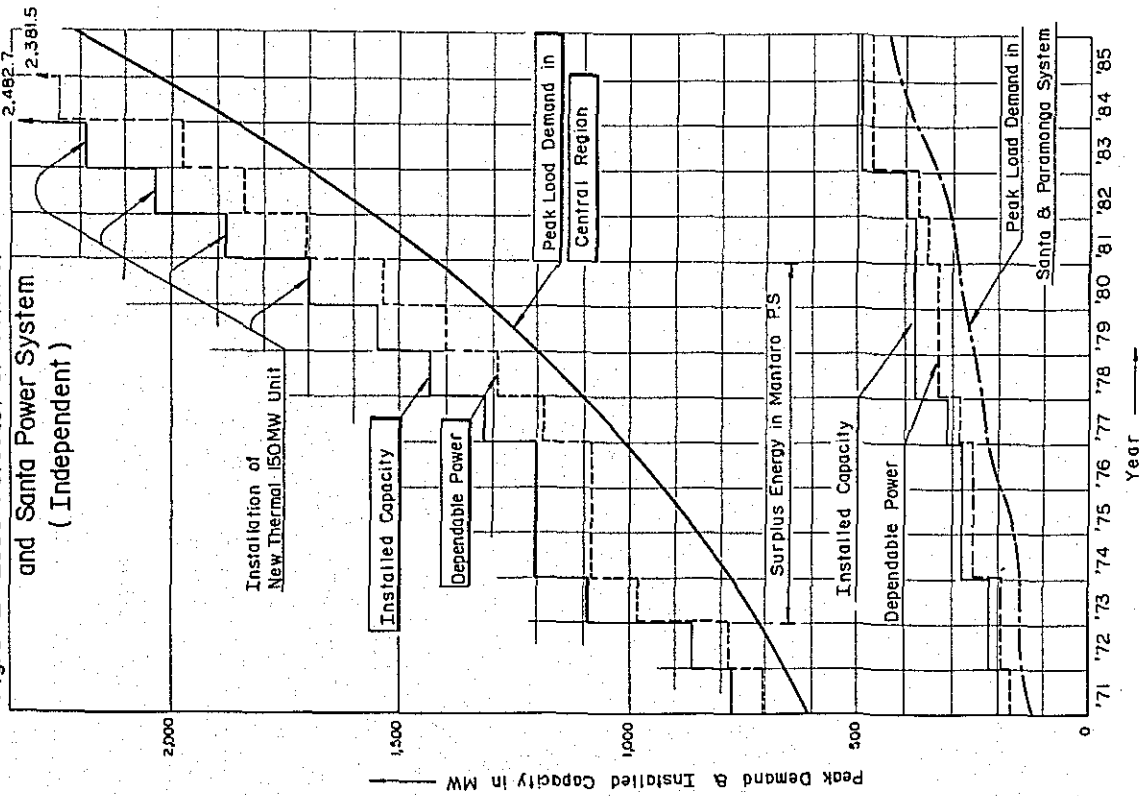 and Santa Power System
( Independent )
2.482.7
2.381.5
Installation of
New Thermal 150MW Unit
Installed Capacity
Dependable Power
Peak Load Demand in
Central Region
Surplus Energy in Mantaro P.S
Installed Capacity
Dependable Power
Peak Load Demand in
Santa & Paramonga System
Peak Demand & Installed Capacity in MW
2,000
1,500
1,000
500
0
'71 '72 '73 '74 '75 '76 '77 '78 '79 '80 '81 '82 '83 '84 '85
Year